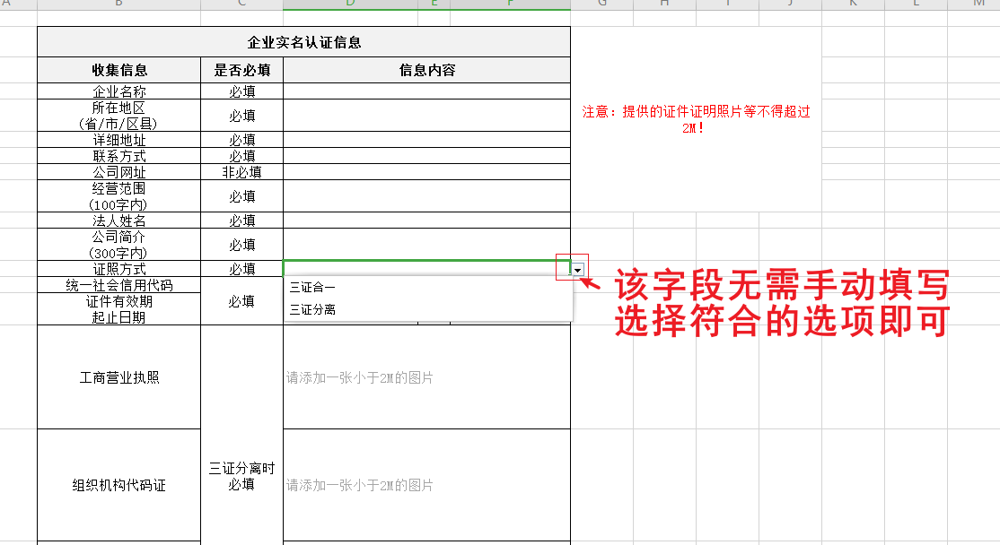 A B C D E F G H I J K L M
企业实名认证信息
收集信息 是否必填 信息内容
企业名称 必填
所在地区
(省/市/区县)
必填
注意：提供的证件证明照片等不得超过
2M！
详细地址 必填
联系方式 必填
公司网址 非必填
经营范围
(100字内)
必填
法人姓名 必填
公司简介
(300字内)
必填
证照方式 必填
三证合一
三证分离
该字段无需手动填写
选择符合的选项即可
统一社会信用代码
证件有效期
起止日期
必填
工商营业执照
请添加一张小于2M的图片
三证分离时
必填
组织机构代码证
请添加一张小于2M的图片